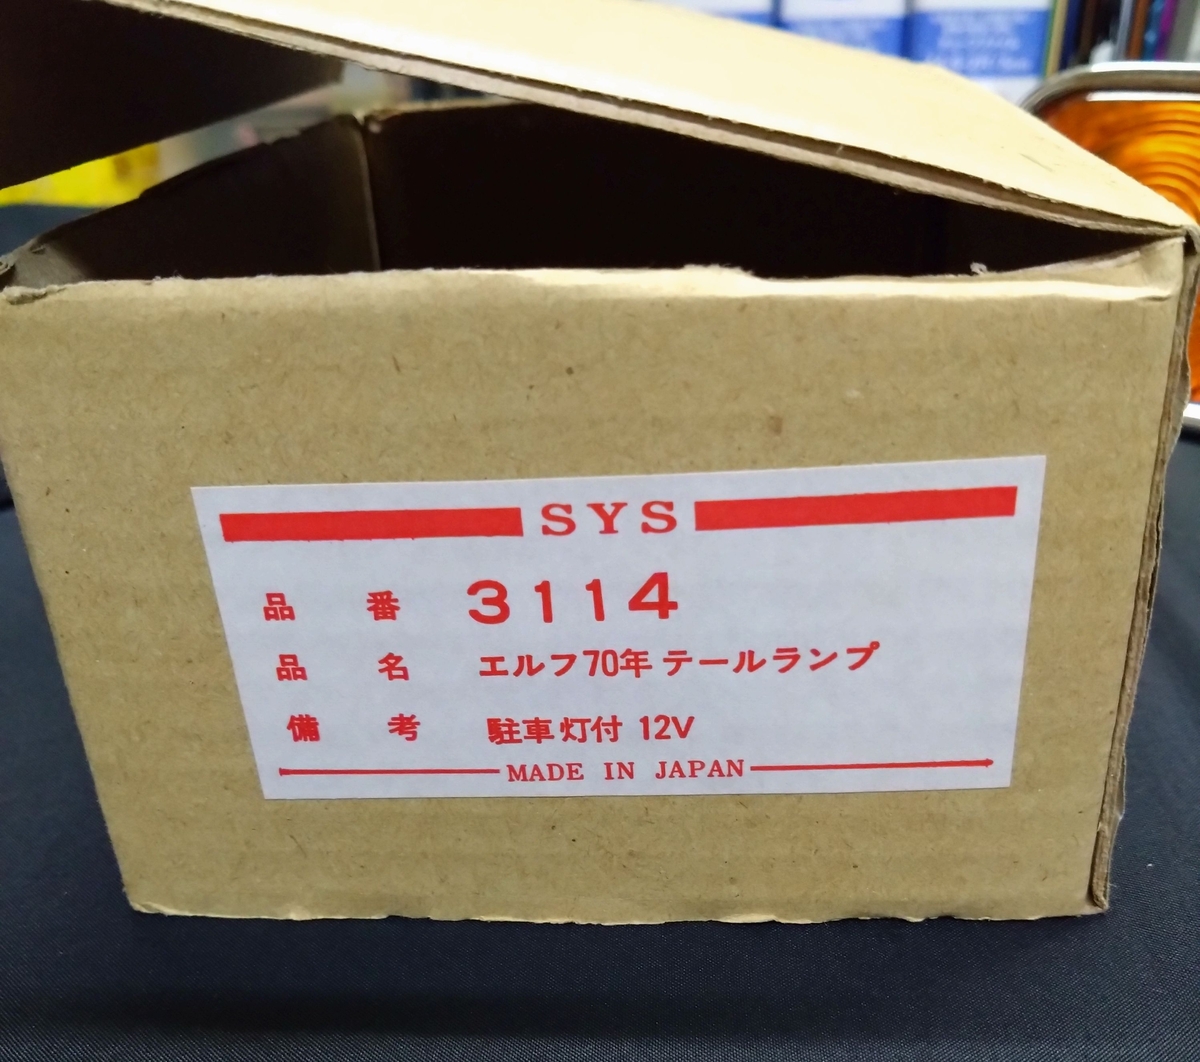 SYS
品番 3114
品名 エルフ70年 テールランプ
備考 駐車灯付 12V
MADE IN JAPAN